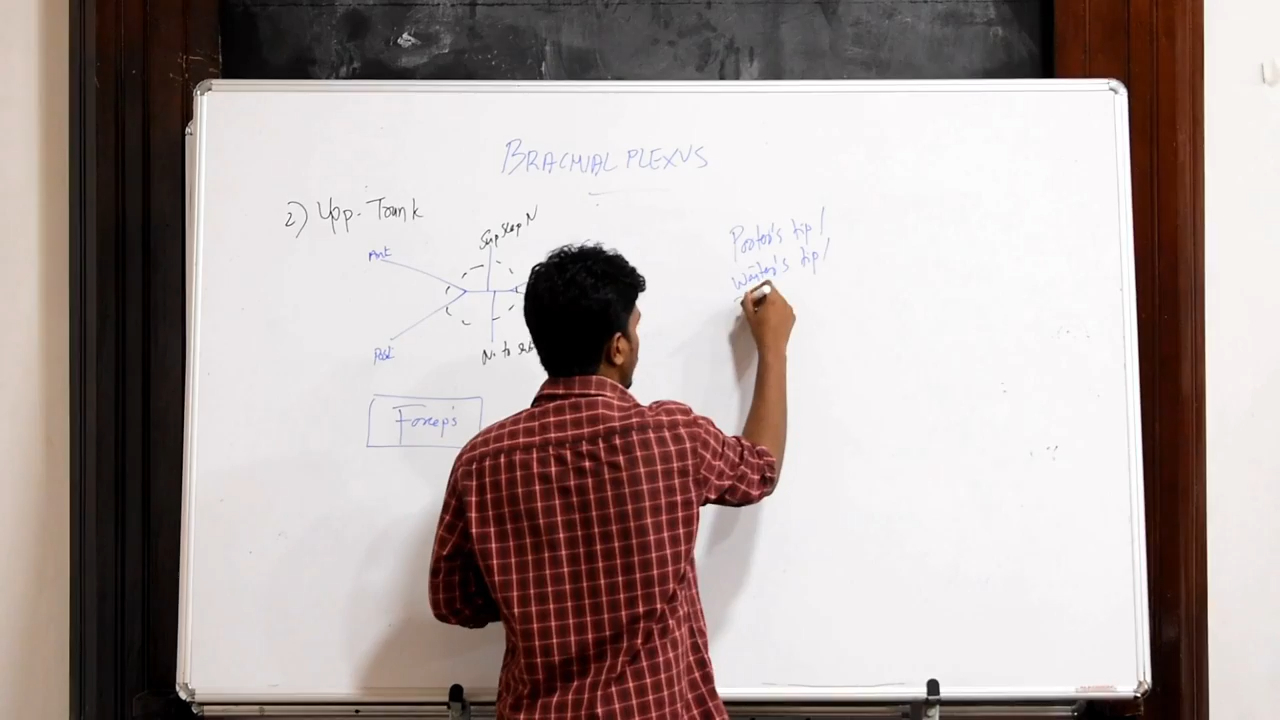 BRACHIAL PLEXUS
2) Upp. Trunk
Sup Scap N
Ant
Post
N. to sub
Forceps
Porter's tip /
Waiter's tip /